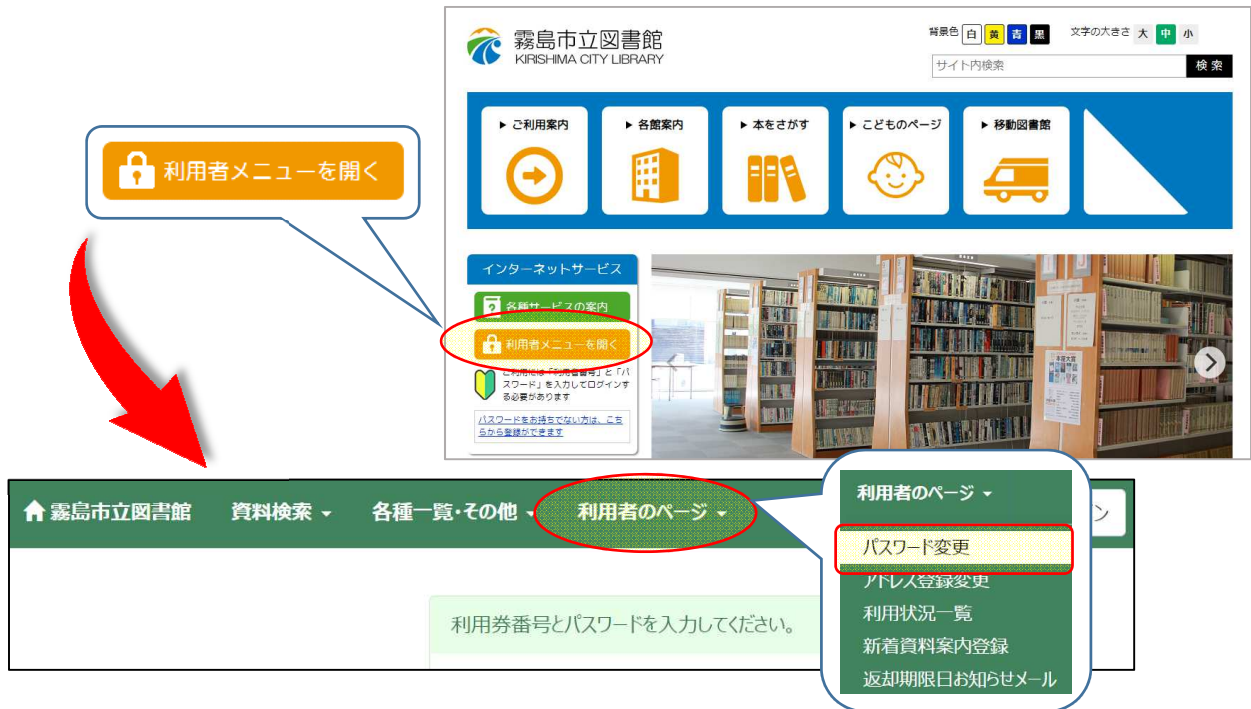 霧島市立図書館
KIRISHIMA CITY LIBRARY
背景色 白 黄 青 黒 文字の大きさ 大 中 小
サイト内検索 検索
▶ ご利用案内 ▶ 各館案内 ▶ 本をさがす ▶ こどものページ ▶ 移動図書館
利用者メニューを開く
インターネットサービス
各種サービスの案内
利用者メニューを開く
ご利用には「利用者番号」と「パ
スワード」を入力してログインす
る必要があります
パスワードをお持ちでない方は、こち
らから登録ができます
霧島市立図書館 資料検索 各種一覧・その他 利用者のページ
ン
利用券番号とパスワードを入力してください。
利用者のページ
パスワード変更
アドレス登録変更
利用状況一覧
新着資料案内登録
返却期限日お知らせメール